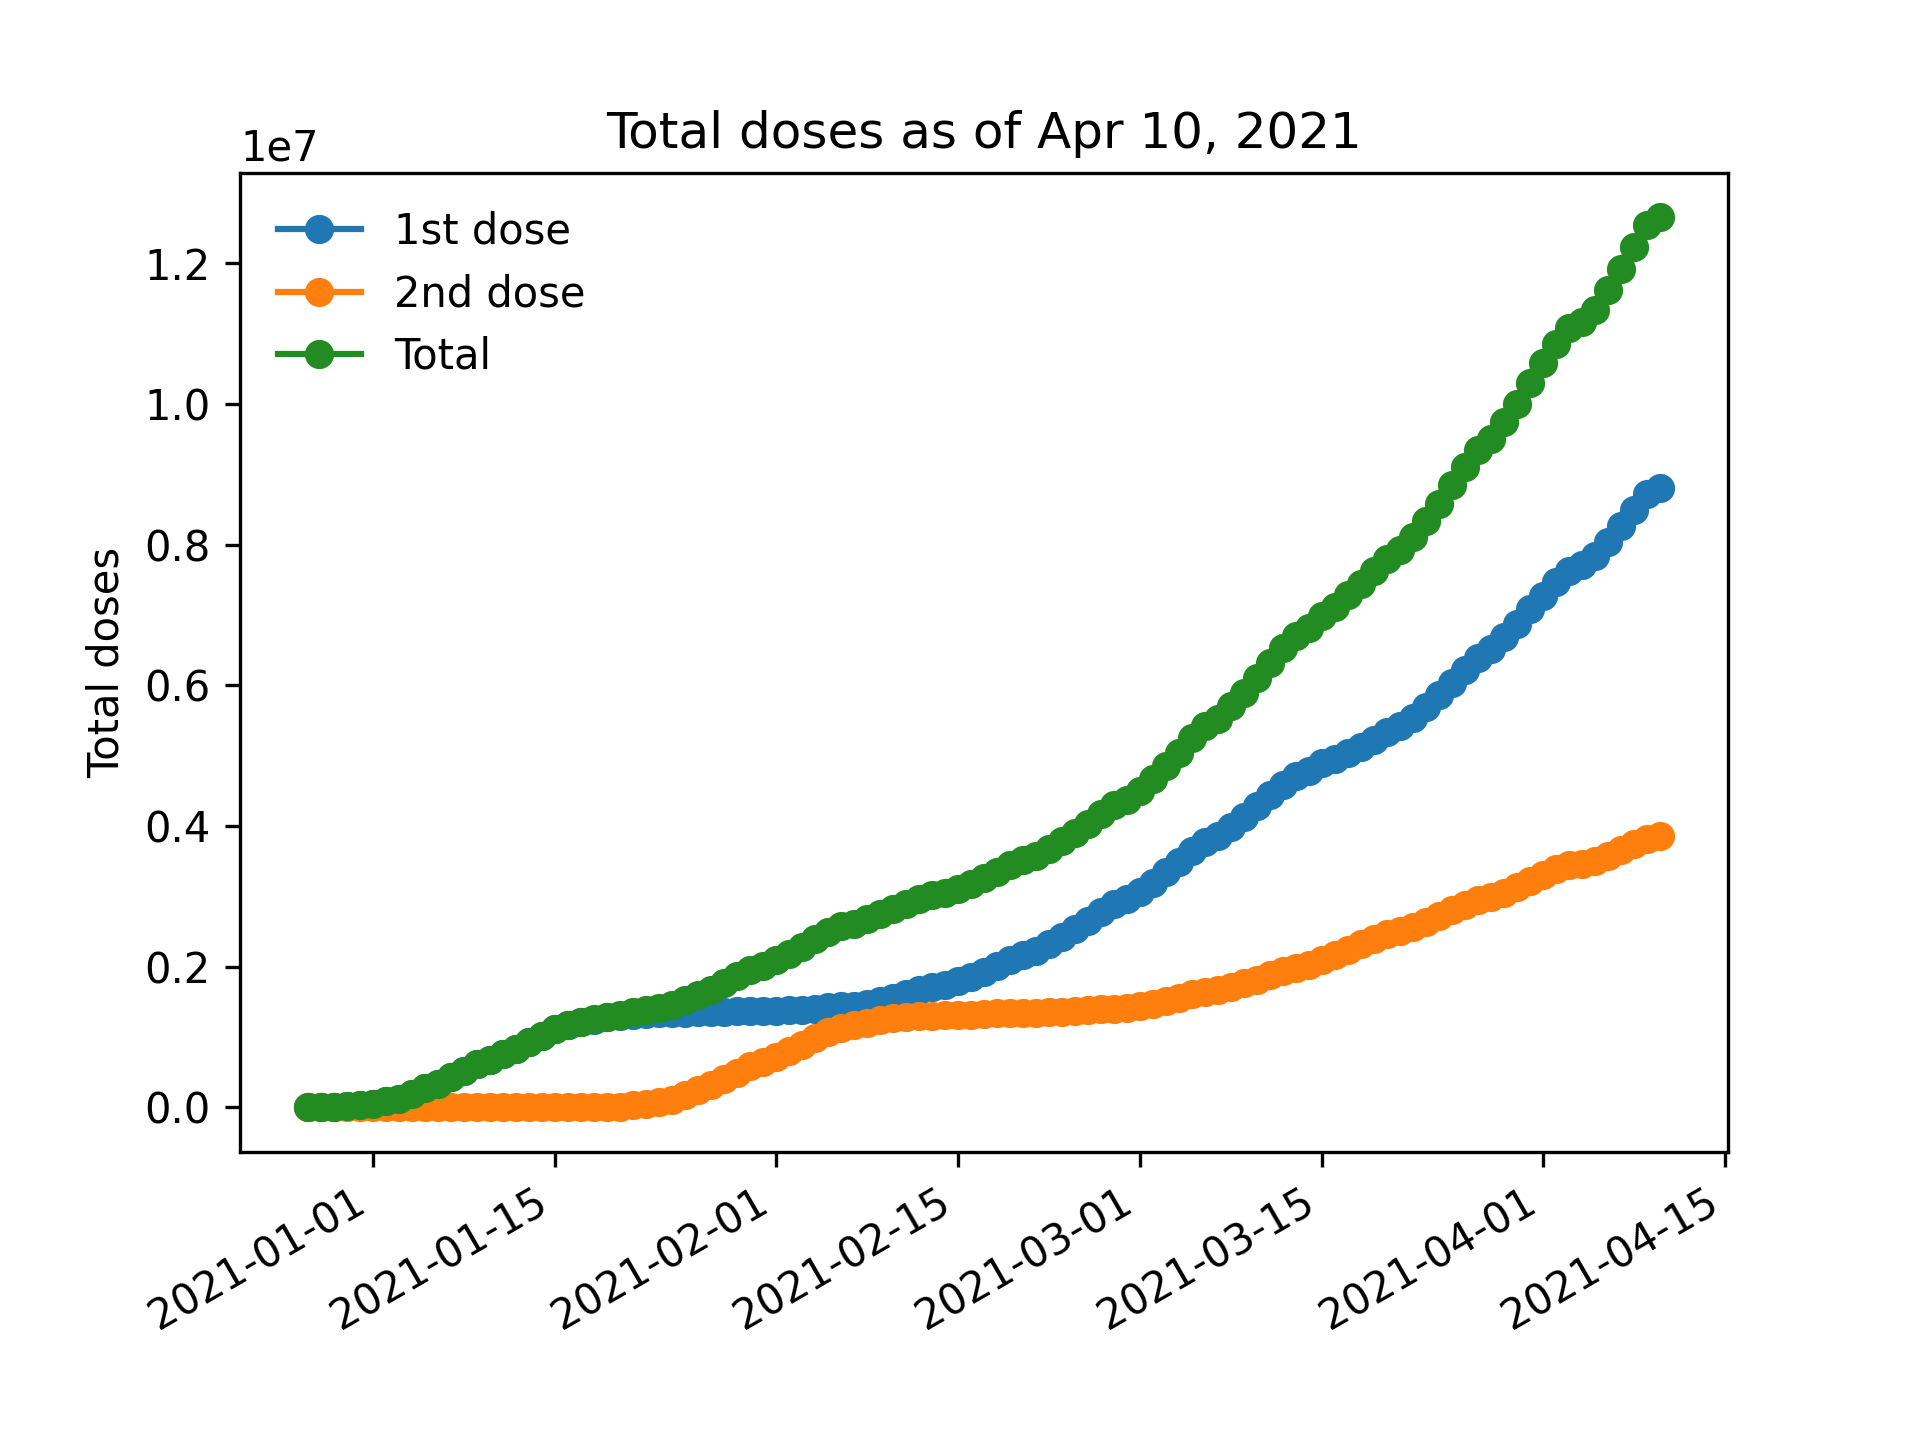 Total doses as of Apr 10, 2021
1e7
1st dose
2nd dose
Total
1.2
1.0
0.8
0.6
0.4
0.2
0.0
Total doses
2021-01-01
2021-01-15
2021-02-01
2021-02-15
2021-03-01
2021-03-15
2021-04-01
2021-04-15